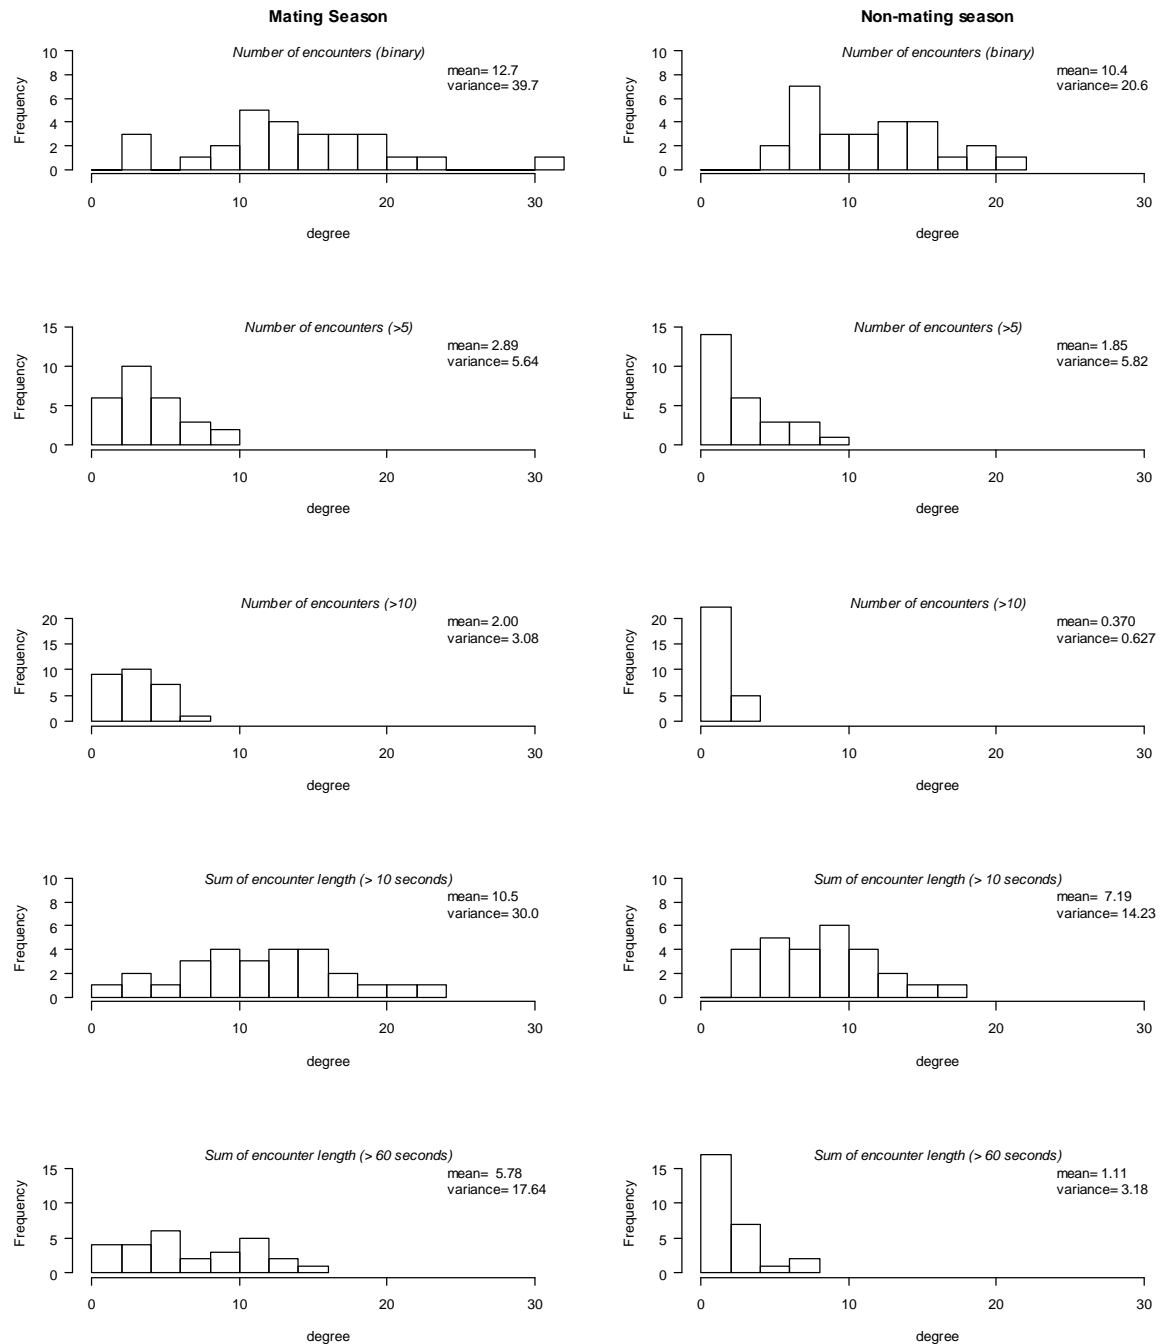 Mating Season
Non-mating season
Number of encounters (binary)
mean= 12.7
variance= 39.7
Frequency
0 2 4 6 8 10
0 10 20 30
degree
Number of encounters (binary)
mean= 10.4
variance= 20.6
Frequency
0 2 4 6 8 10
0 10 20 30
degree
Number of encounters (>5)
mean= 2.89
variance= 5.64
Frequency
0 5 10 15
0 10 20 30
degree
Number of encounters (>5)
mean= 1.85
variance= 5.82
Frequency
0 5 10 15
0 10 20 30
degree
Number of encounters (>10)
mean= 2.00
variance= 3.08
Frequency
0 5 10 15 20
0 10 20 30
degree
Number of encounters (>10)
mean= 0.370
variance= 0.627
Frequency
0 5 10 15 20
0 10 20 30
degree
Sum of encounter length (> 10 seconds)
mean= 10.5
variance= 30.0
Frequency
0 2 4 6 8 10
0 10 20 30
degree
Sum of encounter length (> 10 seconds)
mean= 7.19
variance= 14.23
Frequency
0 2 4 6 8 10
0 10 20 30
degree
Sum of encounter length (> 60 seconds)
mean= 5.78
variance= 17.64
Frequency
0 5 10 15
0 10 20 30
degree
Sum of encounter length (> 60 seconds)
mean= 1.11
variance= 3.18
Frequency
0 5 10 15
0 10 20 30
degree